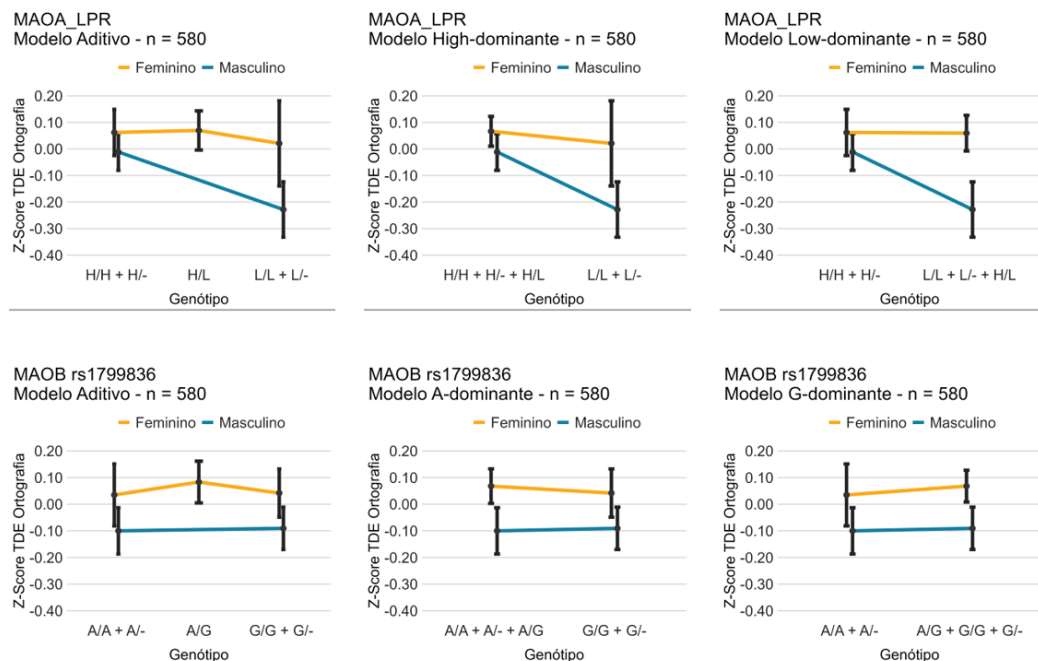 MAOA_LPR
Modelo Aditivo - n = 580
Feminino Masculino
Z-Score TDE Ortografia
0.20
0.10
0.00
-0.10
-0.20
-0.30
-0.40
H/H + H/- H/L L/L + L/-
Genótipo
MAOA_LPR
Modelo High-dominante - n = 580
Feminino Masculino
Z-Score TDE Ortografia
0.20
0.10
0.00
-0.10
-0.20
-0.30
-0.40
H/H + H/- + H/L L/L + L/-
Genótipo
MAOA_LPR
Modelo Low-dominante - n = 580
Feminino Masculino
Z-Score TDE Ortografia
0.20
0.10
0.00
-0.10
-0.20
-0.30
-0.40
H/H + H/- L/L + L/- + H/L
Genótipo
MAOB rs1799836
Modelo Aditivo - n = 580
Feminino Masculino
Z-Score TDE Ortografia
0.20
0.10
0.00
-0.10
-0.20
-0.30
-0.40
A/A + A/- A/G G/G + G/-
Genótipo
MAOB rs1799836
Modelo A-dominante - n = 580
Feminino Masculino
Z-Score TDE Ortografia
0.20
0.10
0.00
-0.10
-0.20
-0.30
-0.40
A/A + A/- + A/G G/G + G/-
Genótipo
MAOB rs1799836
Modelo G-dominante - n = 580
Feminino Masculino
Z-Score TDE Ortografia
0.20
0.10
0.00
-0.10
-0.20
-0.30
-0.40
A/A + A/- A/G + G/G + G/-
Genótipo